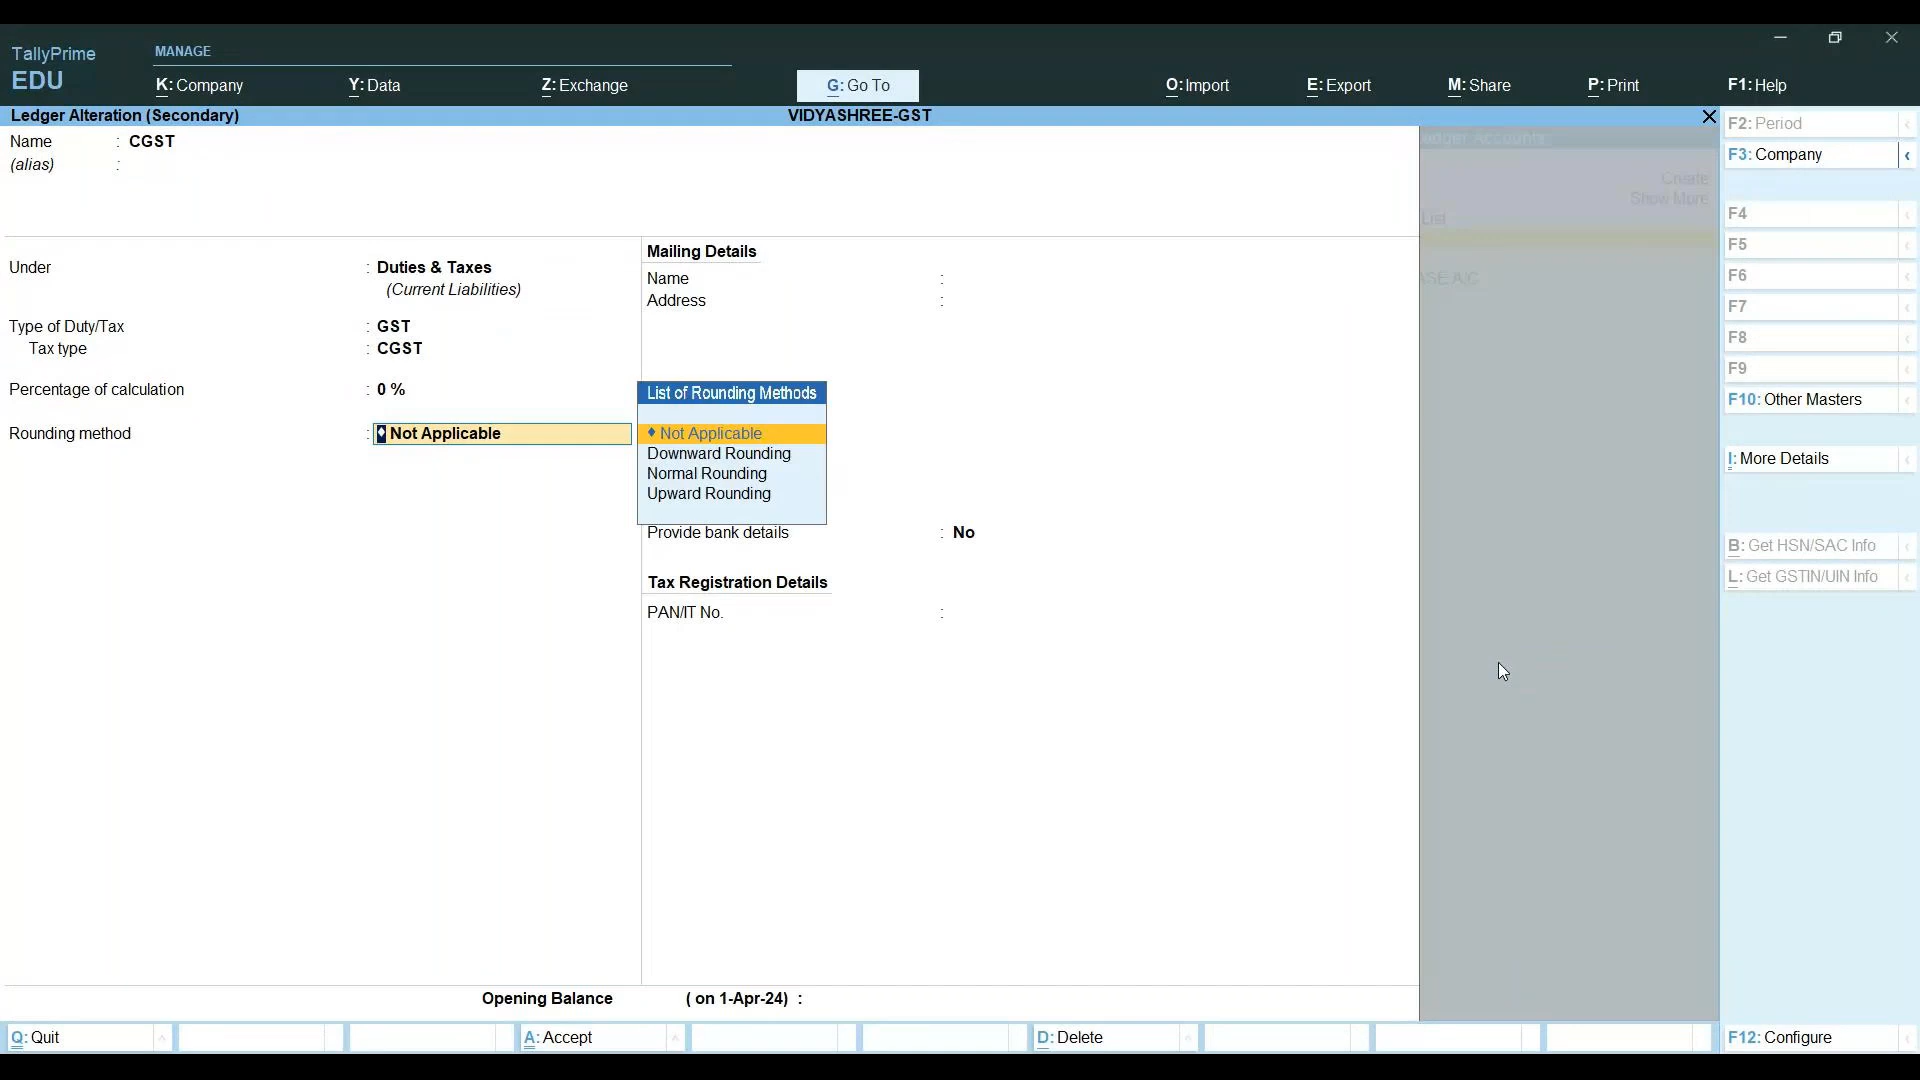 TallyPrime
EDU
MANAGE
K: Company
Y: Data
Z: Exchange
G: Go To
O: Import
E: Export
M: Share
P: Print
F1: Help
Ledger Alteration (Secondary)
VIDYASHREE-GST
Name : CGST
(alias) :
Under : Duties & Taxes
(Current Liabilities)
Type of Duty/Tax : GST
Tax type : CGST
Percentage of calculation : 0 %
Rounding method : ♦ Not Applicable
Mailing Details
Name :
Address :
List of Rounding Methods
♦ Not Applicable
Downward Rounding
Normal Rounding
Upward Rounding
Provide bank details : No
Tax Registration Details
PAN/IT No. :
Opening Balance ( on 1-Apr-24) :
Create
Show More
List
F2: Period
F3: Company
F4
F5
F6
F7
F8
F9
F10: Other Masters
I: More Details
B: Get HSN/SAC Info
L: Get GSTIN/UIN Info
F12: Configure
Q: Quit
A: Accept
D: Delete